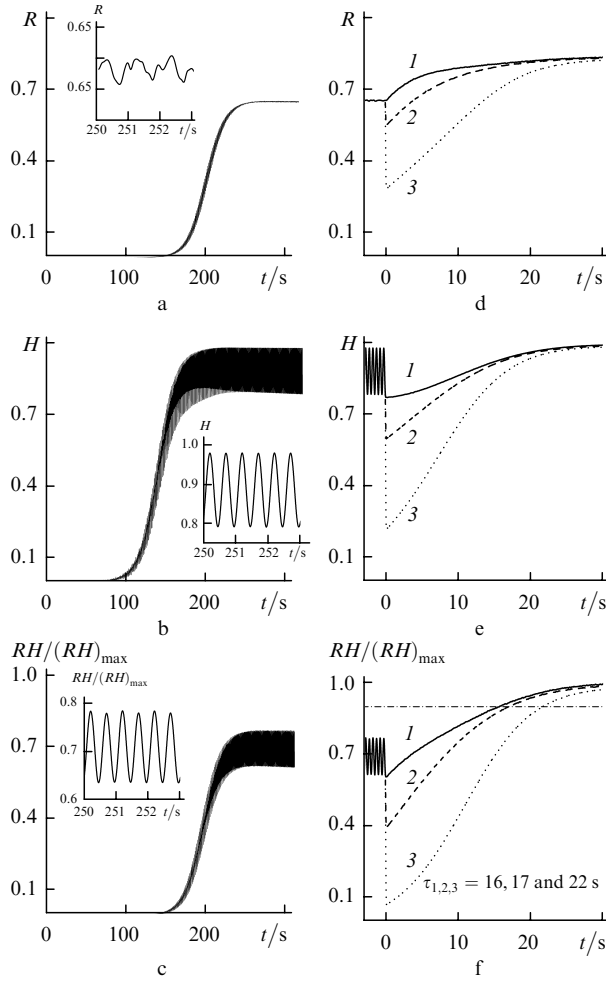 R
0.7
0.4
0.1
0
100
200
t/s
a
R
0.65
0.65
250
251
252
t/s
R
0.7
0.4
0.1
1
2
3
0
10
20
t/s
d
H
0.7
0.4
0.1
0
100
200
t/s
b
H
1.0
0.9
0.8
250
251
252
t/s
H
0.7
0.4
0.1
1
2
3
0
10
20
t/s
e
RH/(RH)max
1.0
0.7
0.4
0.1
0
100
200
t/s
c
RH/(RH)max
0.8
0.7
0.6
250
251
252
t/s
RH/(RH)max
1.0
0.7
0.4
0.1
1
2
3
τ1,2,3 = 16, 17 and 22 s
0
10
20
t/s
f